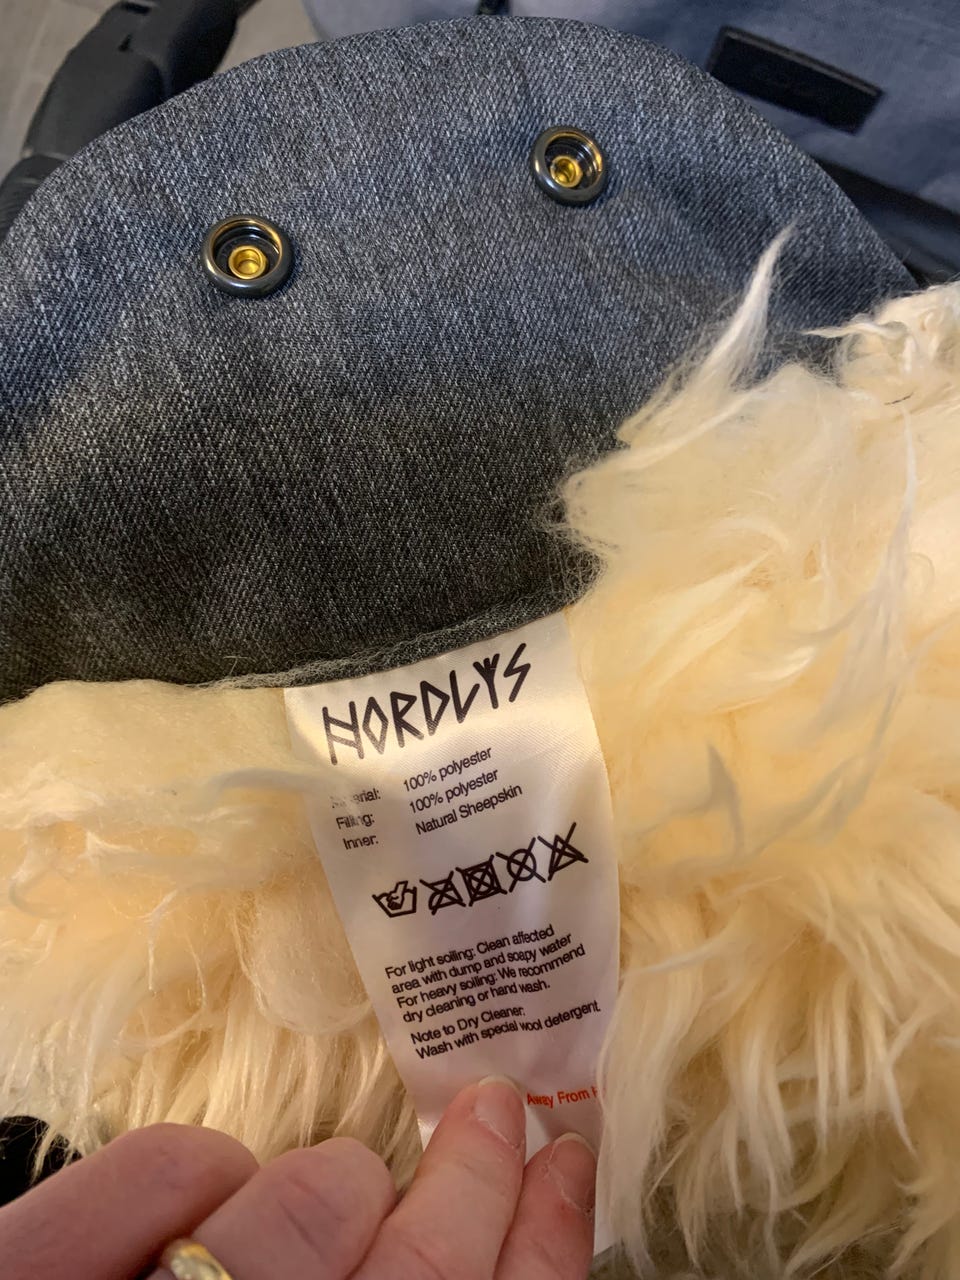 NORDLYS
100% polyester
Filling: 100% polyester
Inner: Natural Sheepskin
For light soiling: Clean affected
area with dump and soapy water
For heavy soiling: We recommend
dry cleaning or hand wash.
Note to Dry Cleaner:
Wash with special wool detergent.
Away From